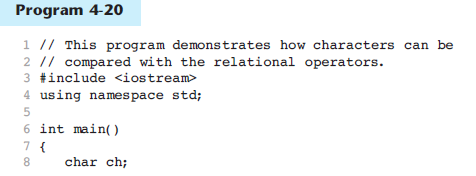 Program 4-20
1 // This program demonstrates how characters can be
2 // compared with the relational operators.
3 #include <iostream>
4 using namespace std;
5
6 int main()
7 {
8 char ch;